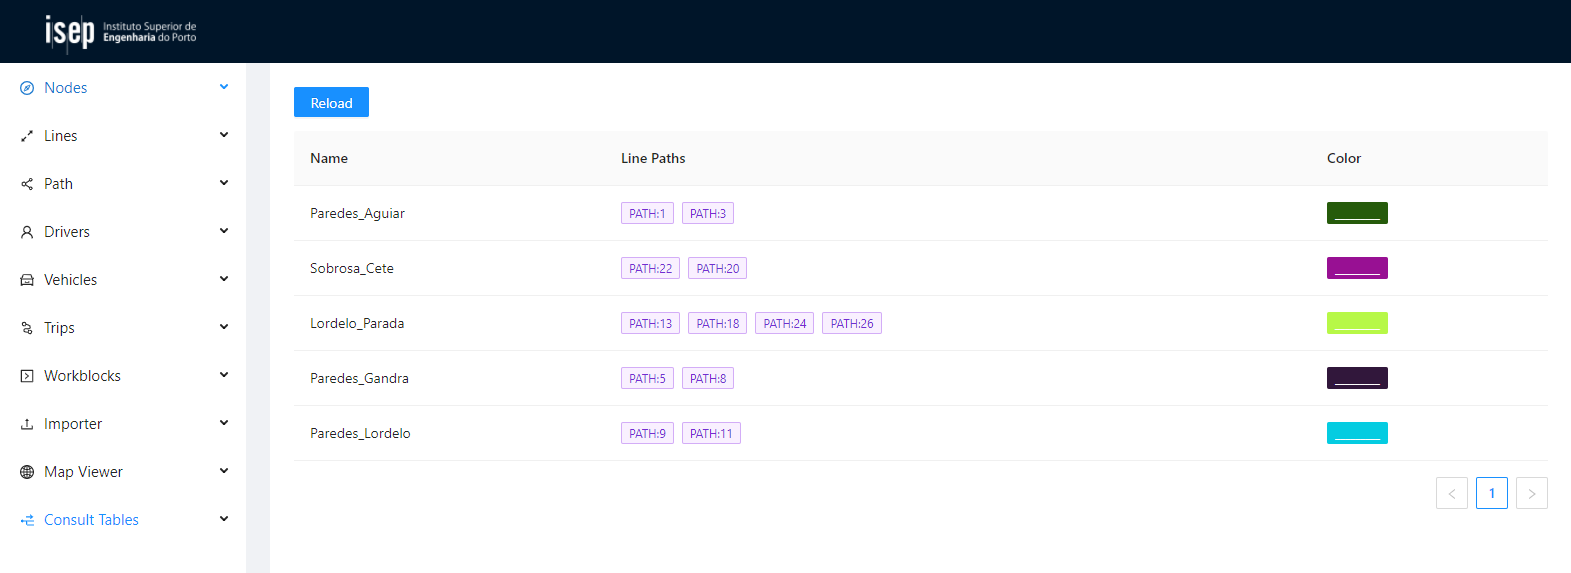 isep Instituto Superior de
Engenharia do Porto
Nodes
Lines
Path
Drivers
Vehicles
Trips
Workblocks
Importer
Map Viewer
Consult Tables
Reload
Name Line Paths Color
Paredes_Aguiar PATH:1 PATH:3
Sobrosa_Cete PATH:22 PATH:20
Lordelo_Parada PATH:13 PATH:18 PATH:24 PATH:26
Paredes_Gandra PATH:5 PATH:8
Paredes_Lordelo PATH:9 PATH:11
< 1 >